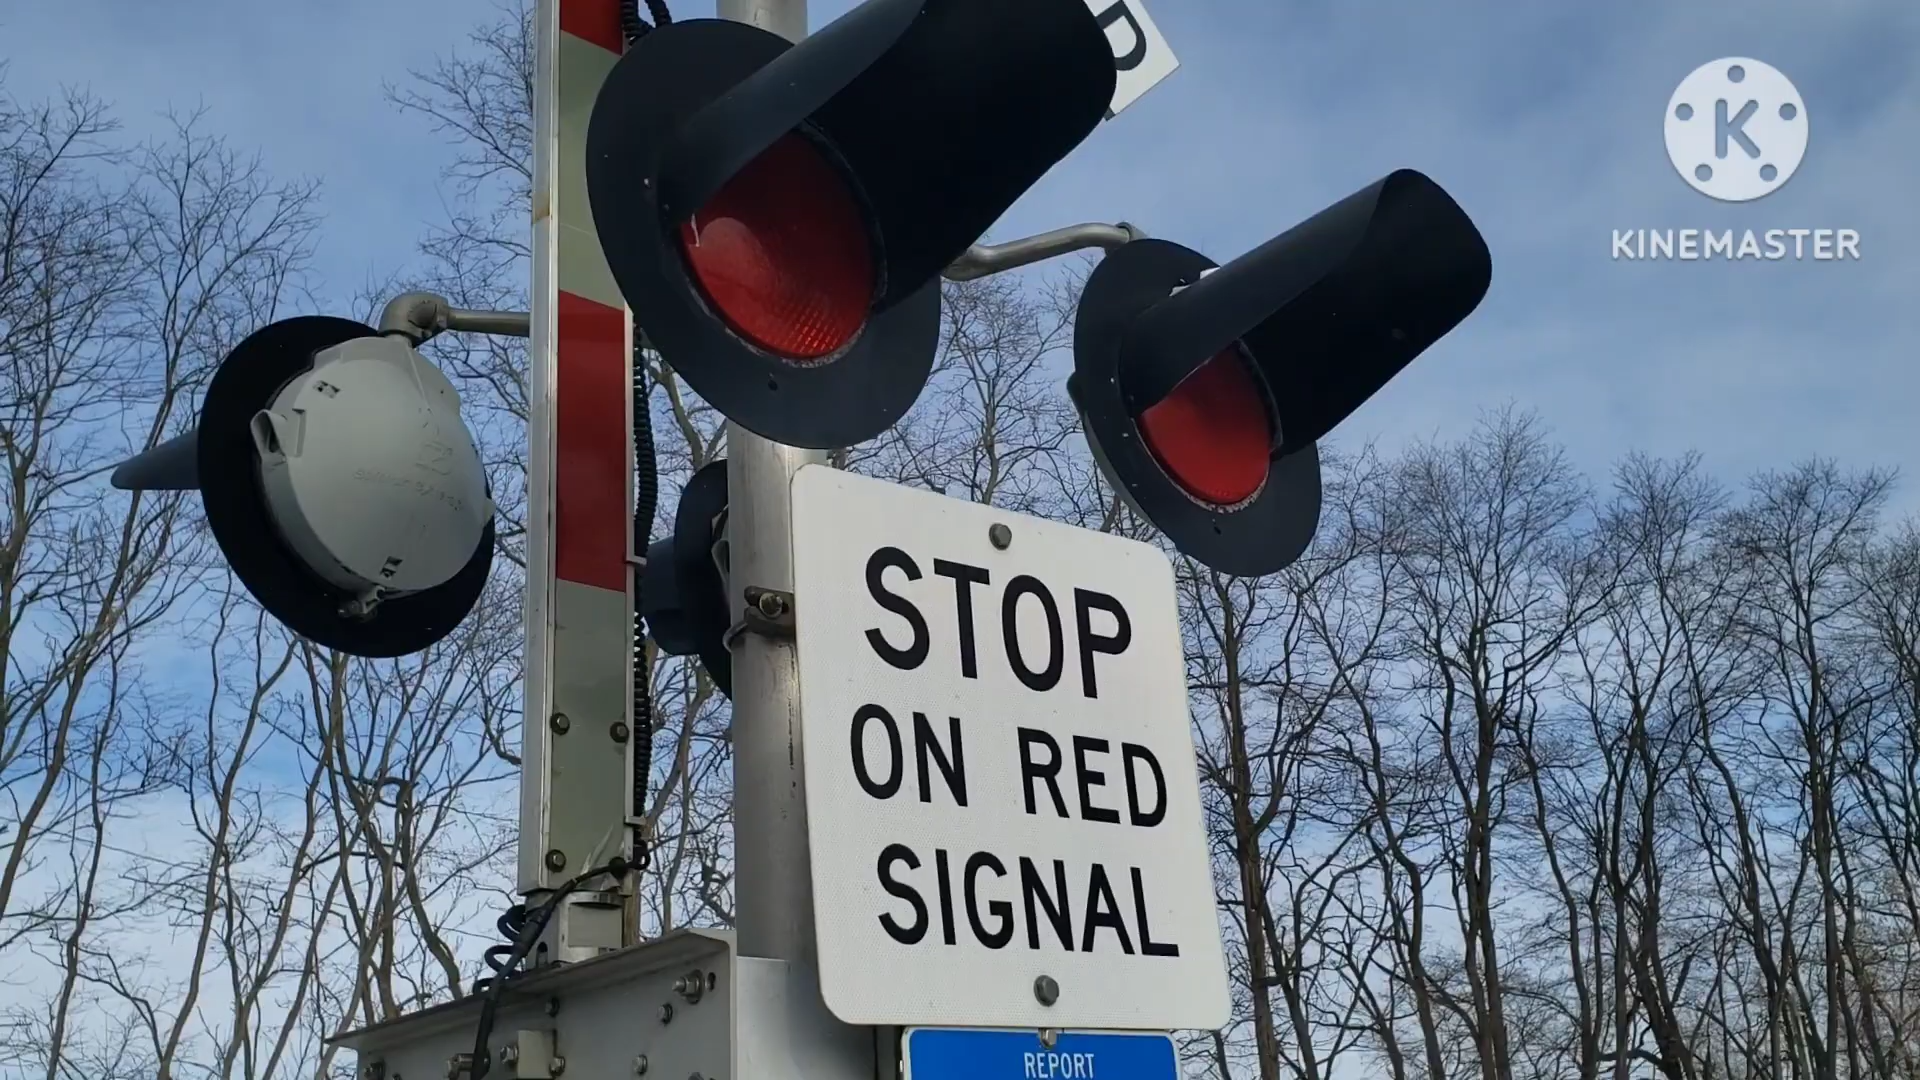 R
K
KINEMASTER
STOP
ON RED
SIGNAL
REPORT